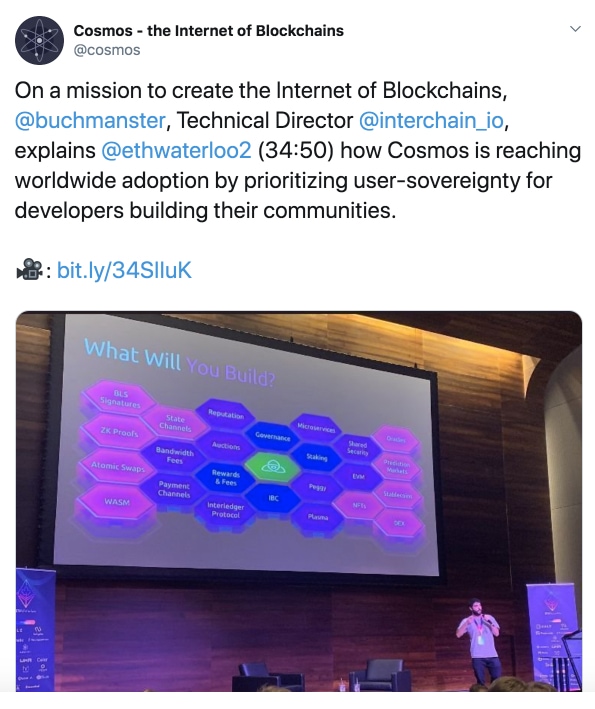 Cosmos - the Internet of Blockchains
@cosmos
On a mission to create the Internet of Blockchains,
@buchmanster, Technical Director @interchain_io,
explains @ethwaterloo2 (34:50) how Cosmos is reaching
worldwide adoption by prioritizing user-sovereignty for
developers building their communities.
: bit.ly/34SlluK
What Will You Build?
BLS
Signatures
State
Channels
Reputation
Microservices
ZK Proofs
Auctions
Governance
Shared
Security
Oracles
Atomic Swaps
Bandwidth
Fees
Staking
Prediction
Markets
Rewards
& Fees
EVM
WASM
Payment
Channels
IBC
Peggy
Stablecoins
Interledger
Protocol
Plasma
NFTs
DEX